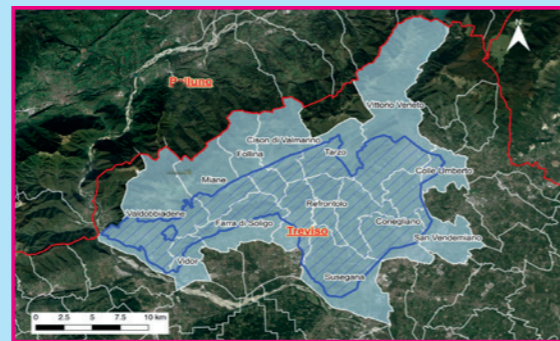 Vittorio Veneto
Cison di Valmarino
Follina
Tarzo
Colle Umberto
Miane
Refrontolo
Valdobbiadene
Farra di Soligo
Conegliano
Treviso
San Vendemiano
Vidor
Susegana
0 2.5 5 7.5 10 km